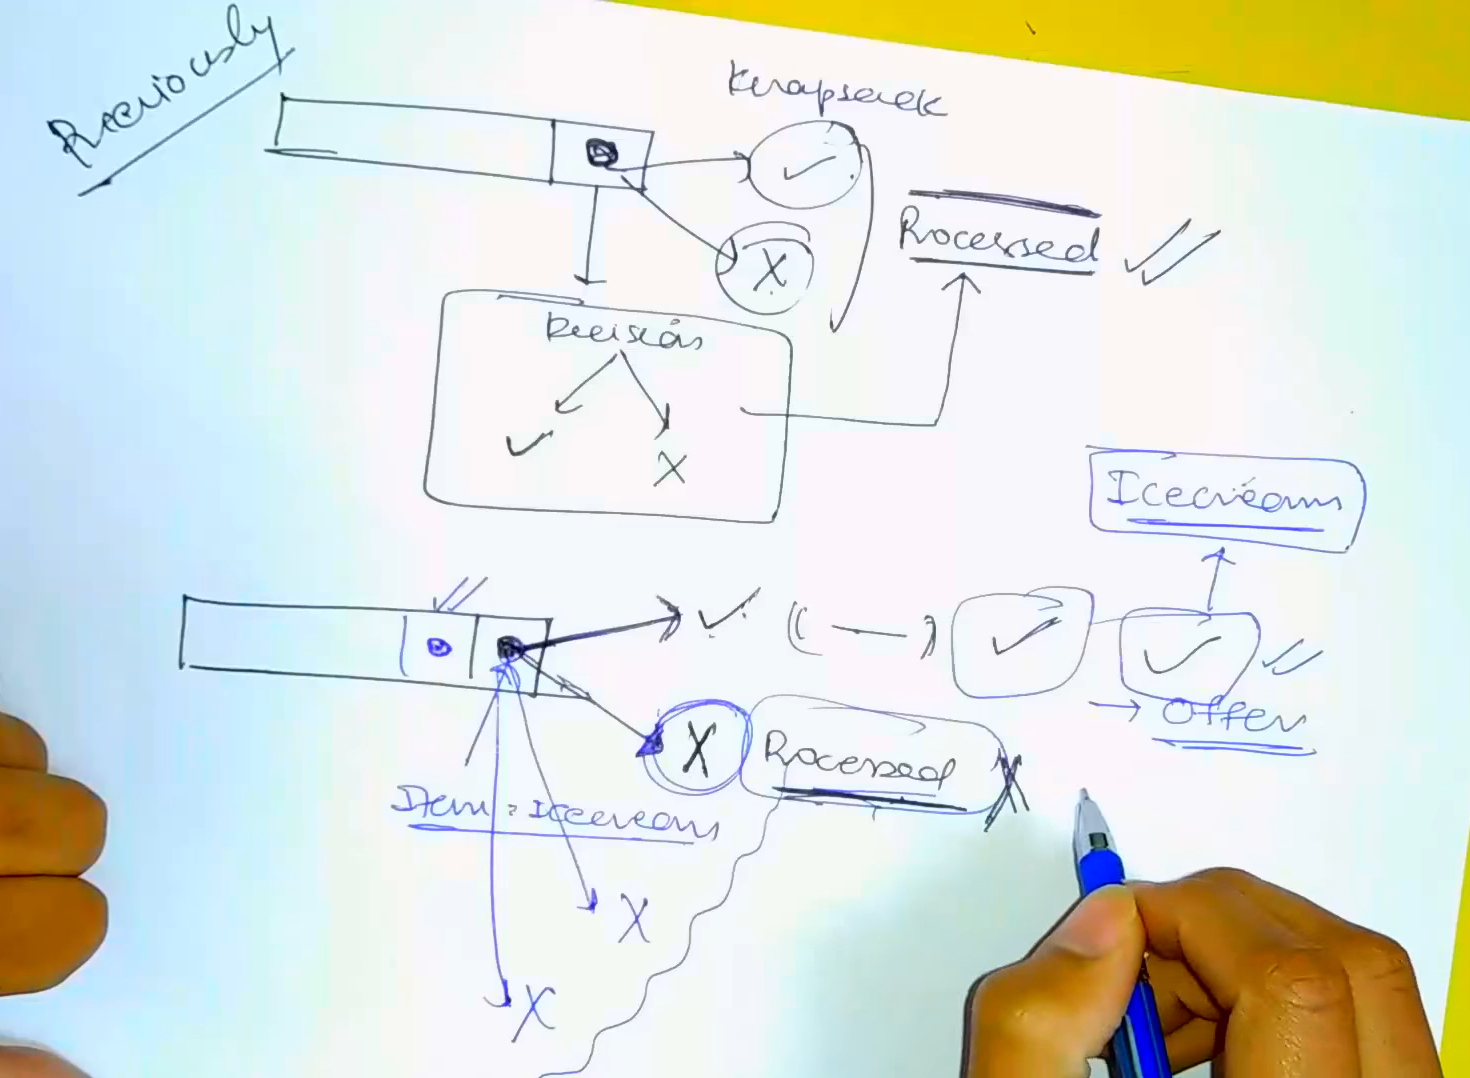 Previously
Knapsack
✓
Processed ✓✓
X
Decision
✓ X
Icecream
✓ ( — ) ✓ ✓
→ Offer
X Processed X
Item = Icecream
X
X